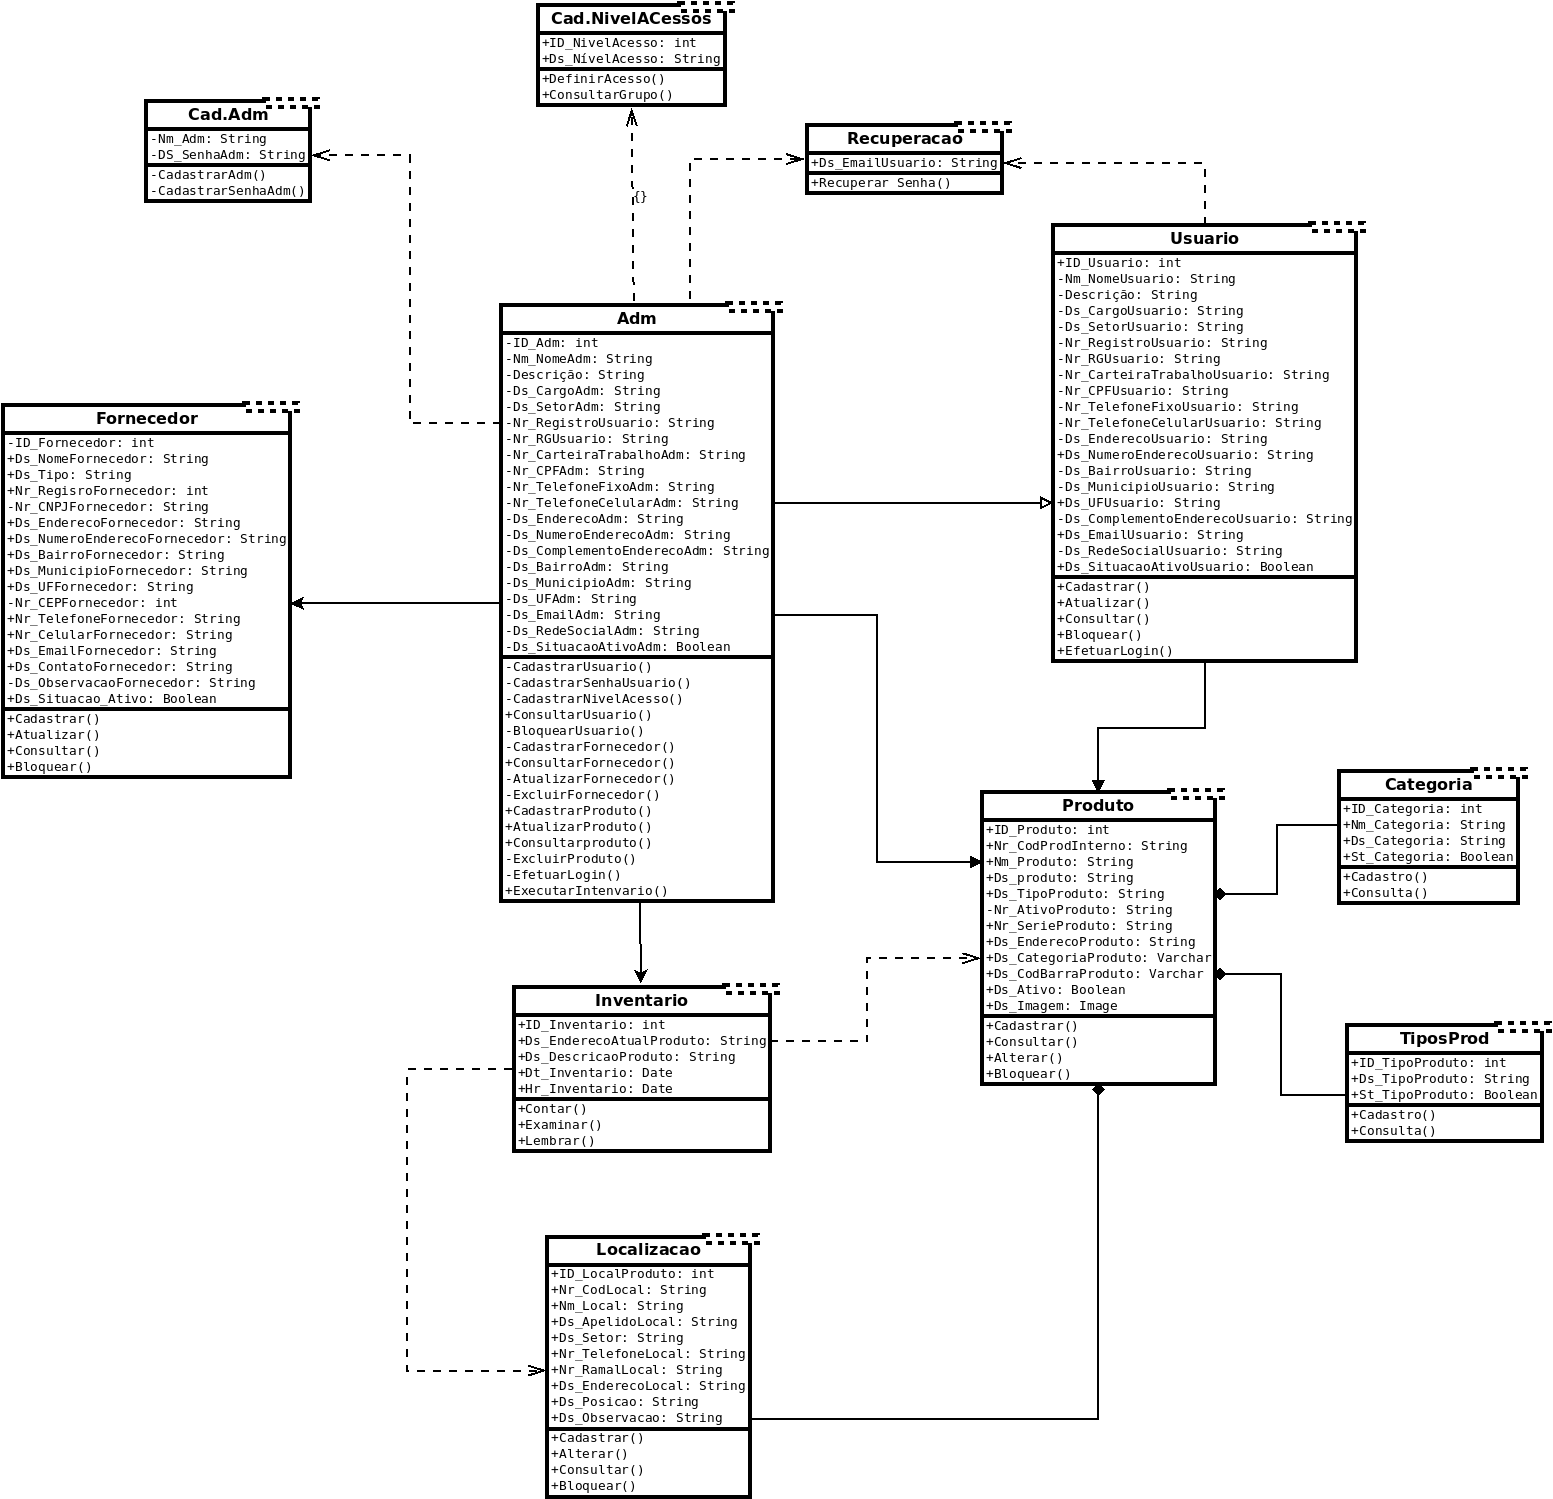 Cad.NivelACessos
+ID_NivelAcesso: int
+Ds_NívelAcesso: String
+DefinirAcesso()
+ConsultarGrupo()
Cad.Adm
-Nm_Adm: String
-DS_SenhaAdm: String
-CadastrarAdm()
-CadastrarSenhaAdm()
Recuperacao
+Ds_EmailUsuario: String
+Recuperar Senha()
{}
Usuario
+ID_Usuario: int
-Nm_NomeUsuario: String
-Descrição: String
-Ds_CargoUsuario: String
-Ds_SetorUsuario: String
-Nr_RegistroUsuario: String
-Nr_RGUsuario: String
-Nr_CarteiraTrabalhoUsuario: String
-Nr_CPFUsuario: String
-Nr_TelefoneFixoUsuario: String
-Nr_TelefoneCelularUsuario: String
-Ds_EnderecoUsuario: String
+Ds_NumeroEnderecoUsuario: String
-Ds_BairroUsuario: String
-Ds_MunicipioUsuario: String
+Ds_UFUsuario: String
-Ds_ComplementoEnderecoUsuario: String
+Ds_EmailUsuario: String
-Ds_RedeSocialUsuario: String
+Ds_SituacaoAtivoUsuario: Boolean
+Cadastrar()
+Atualizar()
+Consultar()
+Bloquear()
+EfetuarLogin()
Adm
-ID_Adm: int
-Nm_NomeAdm: String
-Descrição: String
-Ds_CargoAdm: String
-Ds_SetorAdm: String
-Nr_RegistroUsuario: String
-Nr_RGUsuario: String
-Nr_CarteiraTrabalhoAdm: String
-Nr_CPFAdm: String
-Nr_TelefoneFixoAdm: String
-Nr_TelefoneCelularAdm: String
-Ds_EnderecoAdm: String
-Ds_NumeroEnderecoAdm: String
-Ds_ComplementoEnderecoAdm: String
-Ds_BairroAdm: String
-Ds_MunicipioAdm: String
-Ds_UFAdm: String
-Ds_EmailAdm: String
-Ds_RedeSocialAdm: String
-Ds_SituacaoAtivoAdm: Boolean
-CadastrarUsuario()
-CadastrarSenhaUsuario()
-CadastrarNivelAcesso()
+ConsultarUsuario()
-BloquearUsuario()
-CadastrarFornecedor()
+ConsultarFornecedor()
-AtualizarFornecedor()
-ExcluirFornecedor()
+CadastrarProduto()
+AtualizarProduto()
+Consultarproduto()
-ExcluirProduto()
-EfetuarLogin()
+ExecutarIntenvario()
Fornecedor
-ID_Fornecedor: int
+Ds_NomeFornecedor: String
+Ds_Tipo: String
+Nr_RegisroFornecedor: int
-Nr_CNPJFornecedor: String
+Ds_EnderecoFornecedor: String
+Ds_NumeroEnderecoFornecedor: String
+Ds_BairroFornecedor: String
+Ds_MunicipioFornecedor: String
+Ds_UFFornecedor: String
-Nr_CEPFornecedor: int
+Nr_TelefoneFornecedor: String
+Nr_CelularFornecedor: String
+Ds_EmailFornecedor: String
+Ds_ContatoFornecedor: String
-Ds_ObservacaoFornecedor: String
+Ds_Situacao_Ativo: Boolean
+Cadastrar()
+Atualizar()
+Consultar()
+Bloquear()
Produto
+ID_Produto: int
+Nr_CodProdInterno: String
+Nm_Produto: String
+Ds_produto: String
+Ds_TipoProduto: String
-Nr_AtivoProduto: String
+Nr_SerieProduto: String
+Ds_EnderecoProduto: String
+Ds_CategoriaProduto: Varchar
+Ds_CodBarraProduto: Varchar
+Ds_Ativo: Boolean
+Ds_Imagem: Image
+Cadastrar()
+Consultar()
+Alterar()
+Bloquear()
Categoria
+ID_Categoria: int
+Nm_Categoria: String
+Ds_Categoria: String
+St_Categoria: Boolean
+Cadastro()
+Consulta()
TiposProd
+ID_TipoProduto: int
+Ds_TipoProduto: String
+St_TipoProduto: Boolean
+Cadastro()
+Consulta()
Inventario
+ID_Inventario: int
+Ds_EnderecoAtualProduto: String
+Ds_DescricaoProduto: String
+Dt_Inventario: Date
+Hr_Inventario: Date
+Contar()
+Examinar()
+Lembrar()
Localizacao
+ID_LocalProduto: int
+Nr_CodLocal: String
+Nm_Local: String
+Ds_ApelidoLocal: String
+Ds_Setor: String
+Nr_TelefoneLocal: String
+Nr_RamalLocal: String
+Ds_EnderecoLocal: String
+Ds_Posicao: String
+Ds_Observacao: String
+Cadastrar()
+Alterar()
+Consultar()
+Bloquear()